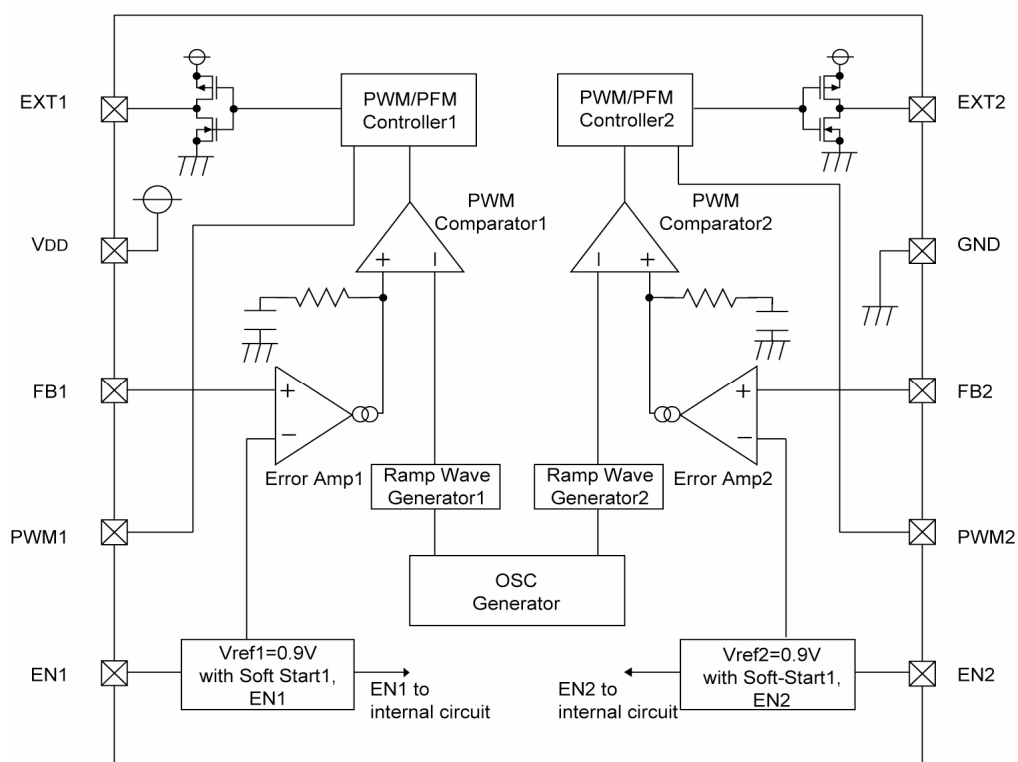 EXT1
PWM/PFM
Controller1
PWM/PFM
Controller2
EXT2
PWM
Comparator1
PWM
Comparator2
VDD
GND
+
−
−
+
FB1
+
−
Error Amp1
+
−
Error Amp2
FB2
Ramp Wave
Generator1
Ramp Wave
Generator2
PWM1
PWM2
OSC
Generator
EN1
Vref1=0.9V
with Soft Start1,
EN1
EN1 to
internal circuit
EN2 to
internal circuit
Vref2=0.9V
with Soft-Start1,
EN2
EN2